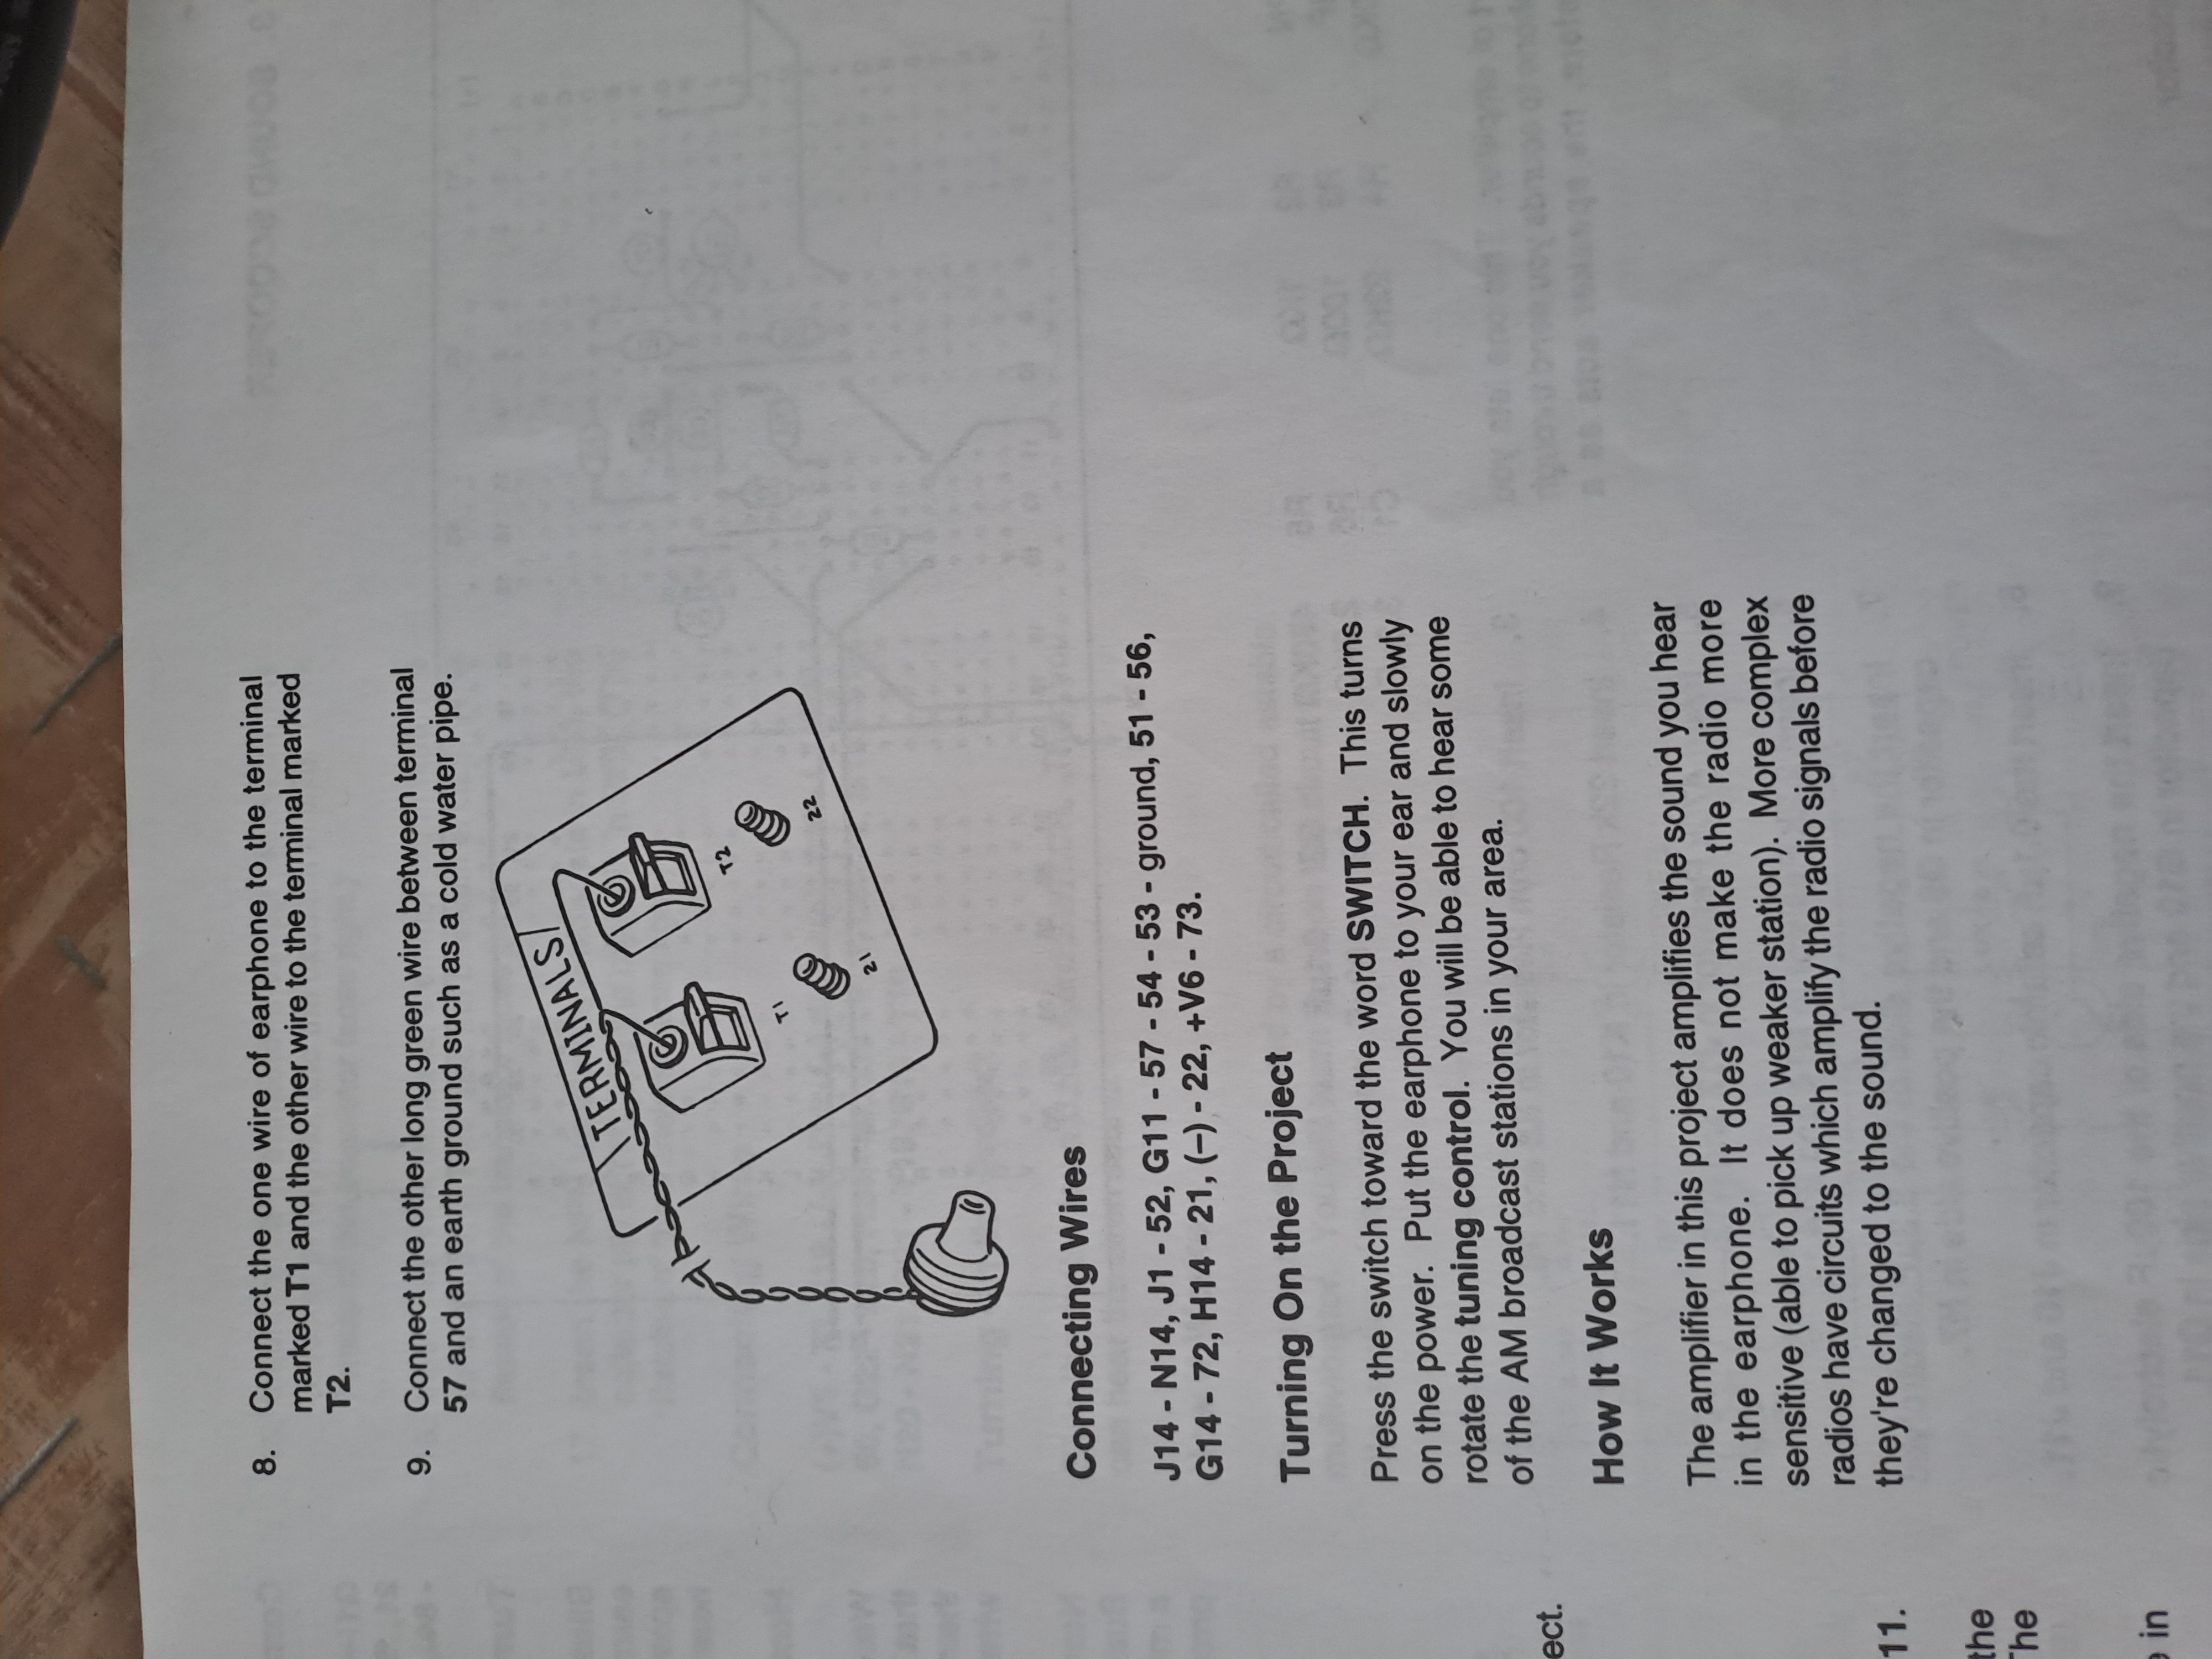 8. Connect the one wire of earphone to the terminal
marked T1 and the other wire to the terminal marked
T2.
9. Connect the other long green wire between terminal
57 and an earth ground such as a cold water pipe.
TERMINALS
T1
T2
21
22
Connecting Wires
J14 - N14, J1 - 52, G11 - 57 - 54 - 53 - ground, 51 - 56,
G14 - 72, H14 - 21, (–) - 22, +V6 - 73.
Turning On the Project
Press the switch toward the word SWITCH. This turns
on the power. Put the earphone to your ear and slowly
rotate the tuning control. You will be able to hear some
of the AM broadcast stations in your area.
How It Works
The amplifier in this project amplifies the sound you hear
in the earphone. It does not make the radio more
sensitive (able to pick up weaker station). More complex
radios have circuits which amplify the radio signals before
they're changed to the sound.
ect.
11.
the
The
in